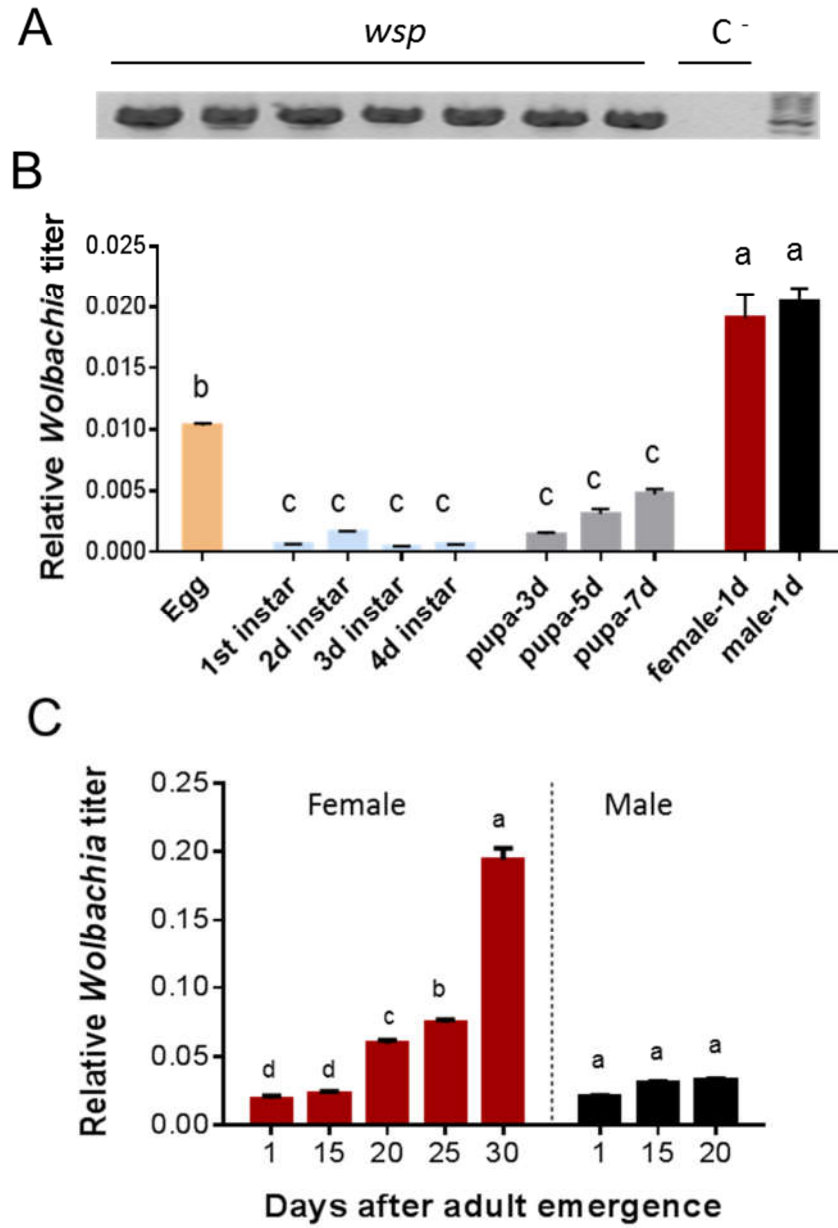 A
wsp
C -
B
Relative Wolbachia titer
0.025
0.020
0.015
0.010
0.005
0.000
b
c
c
c
c
c
c
c
a
a
Egg
1st instar
2d instar
3d instar
4d instar
pupa-3d
pupa-5d
pupa-7d
female-1d
male-1d
C
Relative Wolbachia titer
0.25
0.20
0.15
0.10
0.05
0.00
Female
Male
d
d
c
b
a
a
a
a
1 15 20 25 30 1 15 20
Days after adult emergence